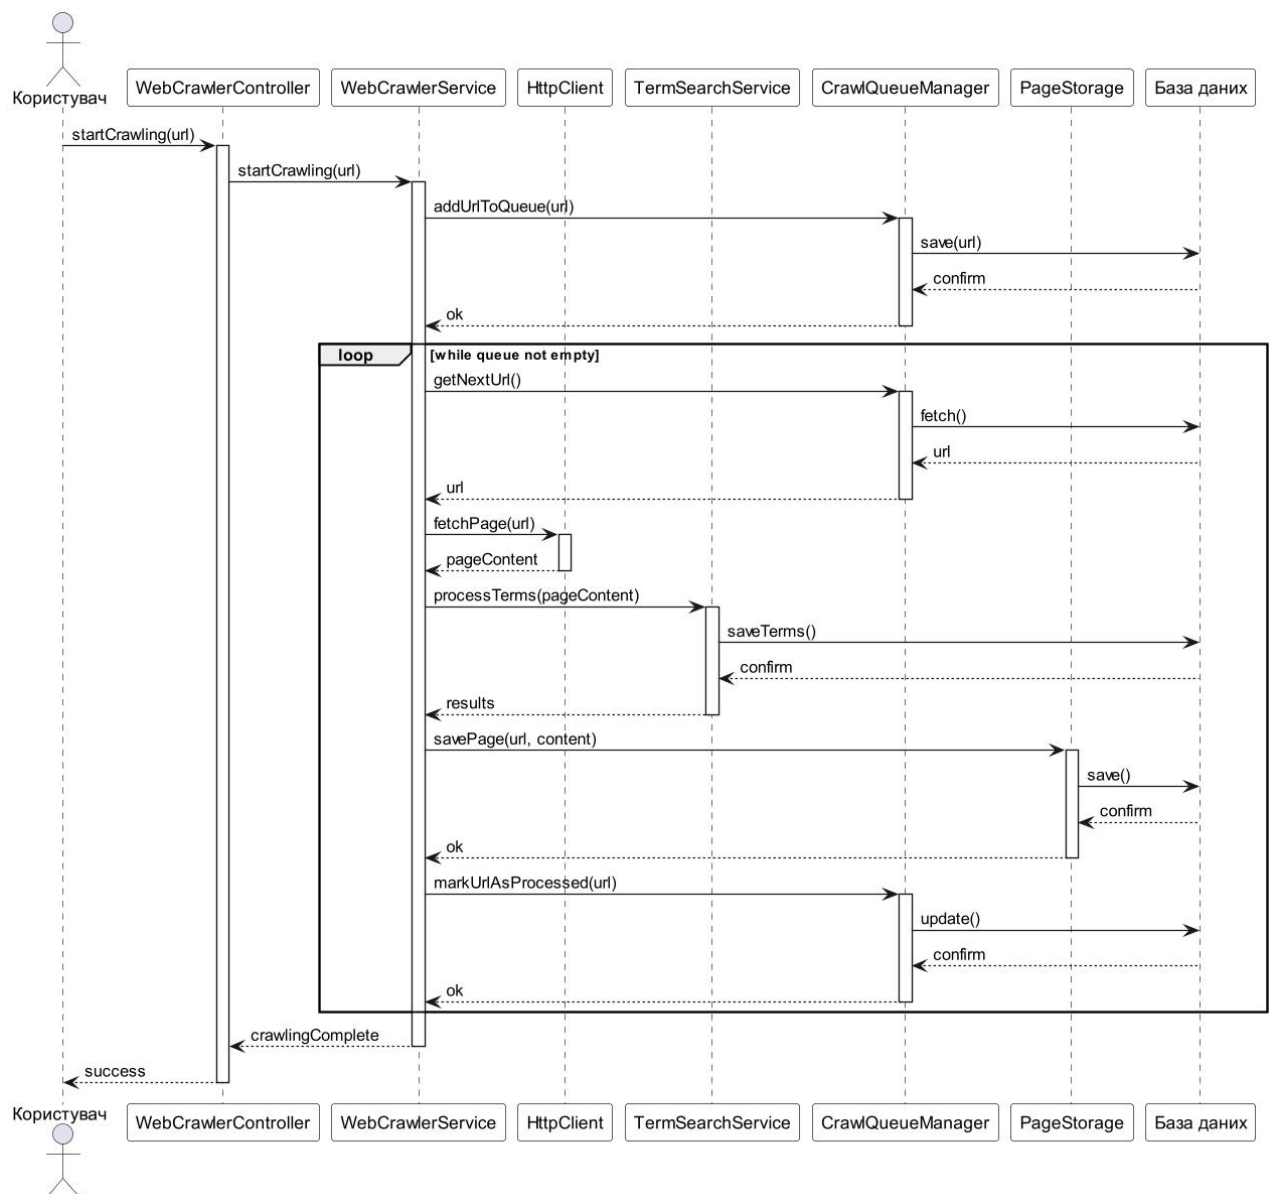 Користувач
WebCrawlerController
WebCrawlerService
HttpClient
TermSearchService
CrawlQueueManager
PageStorage
База даних
startCrawling(url)
startCrawling(url)
addUrlToQueue(url)
save(url)
confirm
ok
loop
[while queue not empty]
getNextUrl()
fetch()
url
url
fetchPage(url)
pageContent
processTerms(pageContent)
saveTerms()
confirm
results
savePage(url, content)
save()
confirm
ok
markUrlAsProcessed(url)
update()
confirm
ok
crawlingComplete
success
Користувач
WebCrawlerController
WebCrawlerService
HttpClient
TermSearchService
CrawlQueueManager
PageStorage
База даних